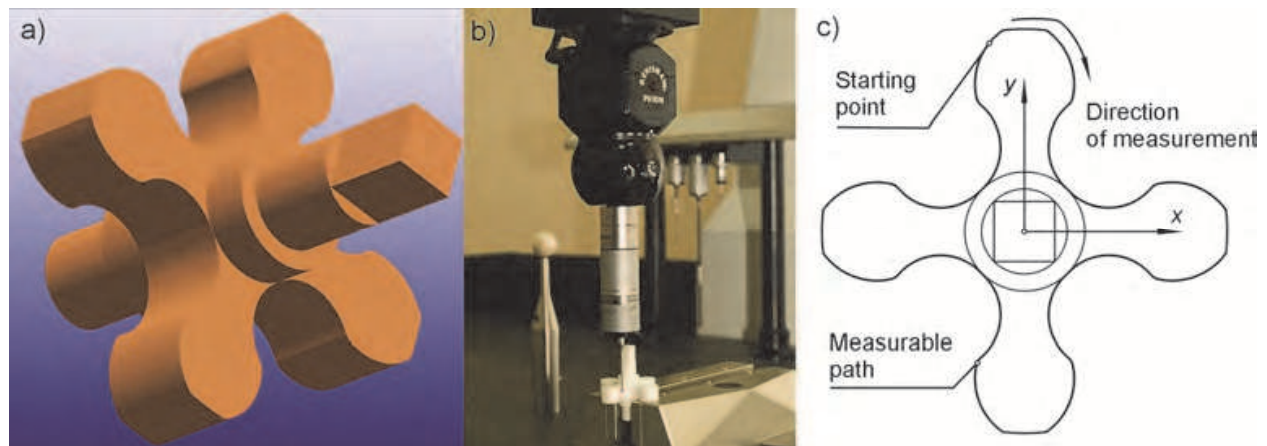 a)
b)
c)
Starting
point
y
Direction
of measurement
x
Measurable
path